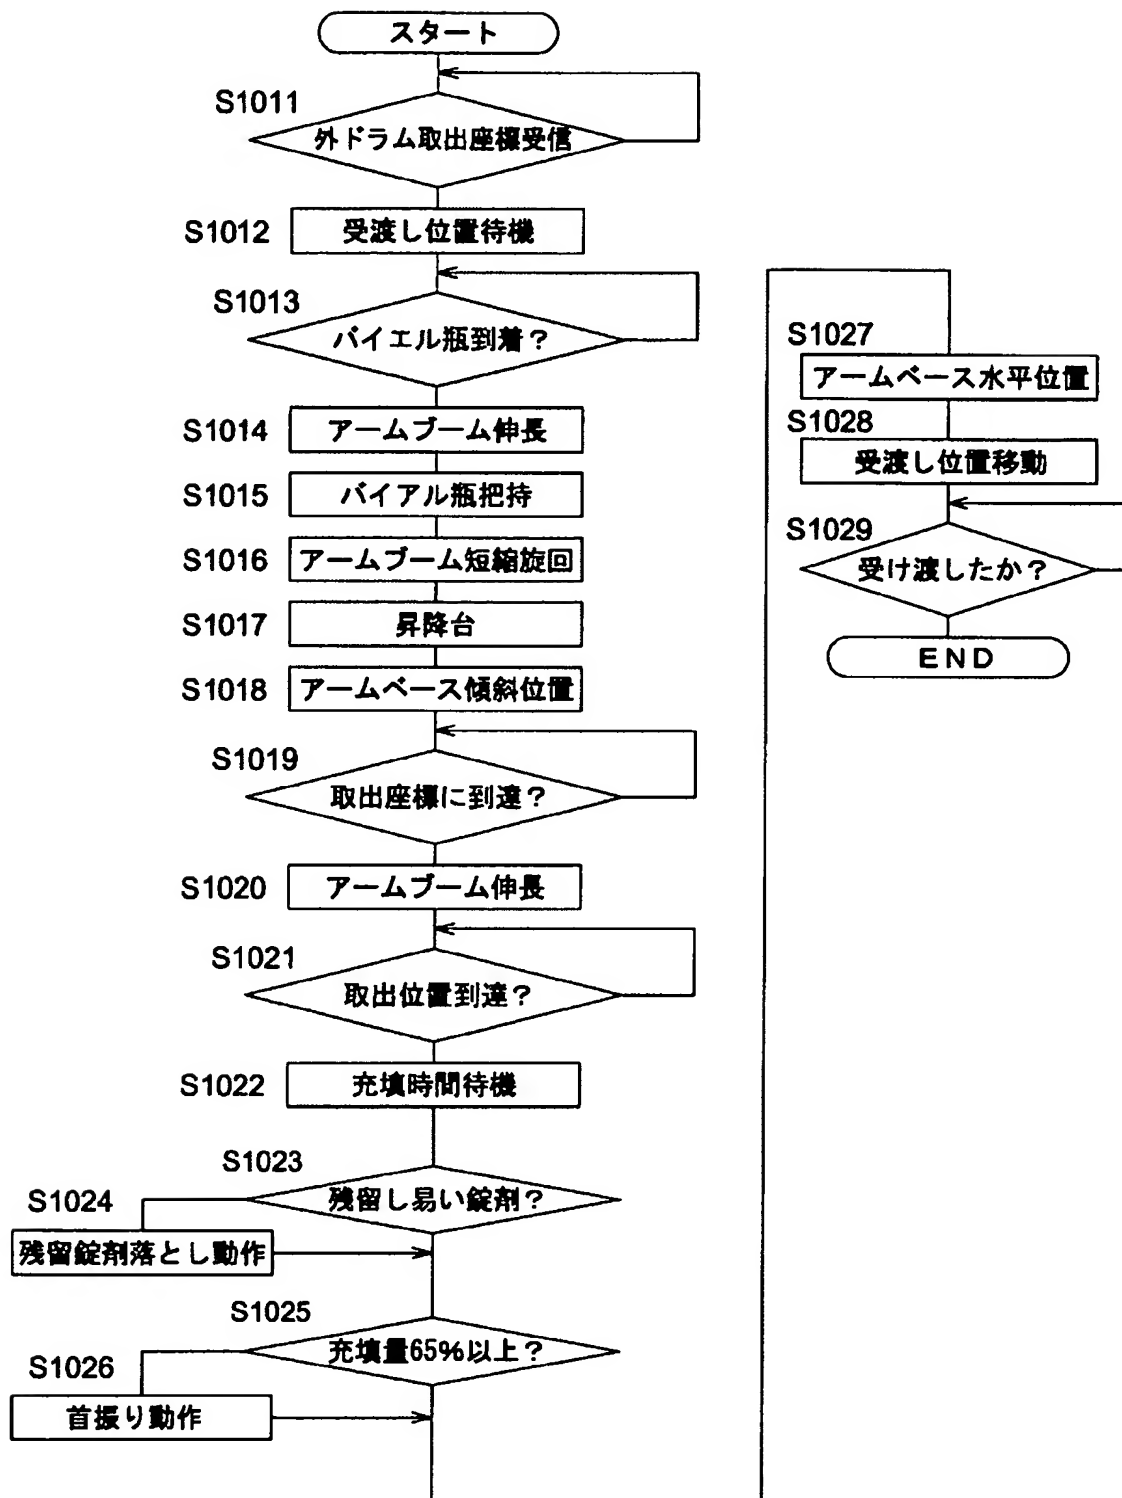 スタート
S1011
外ドラム取出座標受信
S1012
受渡し位置待機
S1013
バイエル瓶到着？
S1014
アームブーム伸長
S1015
バイアル瓶把持
S1016
アームブーム短縮旋回
S1017
昇降台
S1018
アームベース傾斜位置
S1019
取出座標に到達？
S1020
アームブーム伸長
S1021
取出位置到達？
S1022
充填時間待機
S1023
残留し易い錠剤？
S1024
残留錠剤落とし動作
S1025
充填量65%以上？
S1026
首振り動作
S1027
アームベース水平位置
S1028
受渡し位置移動
S1029
受け渡したか？
END